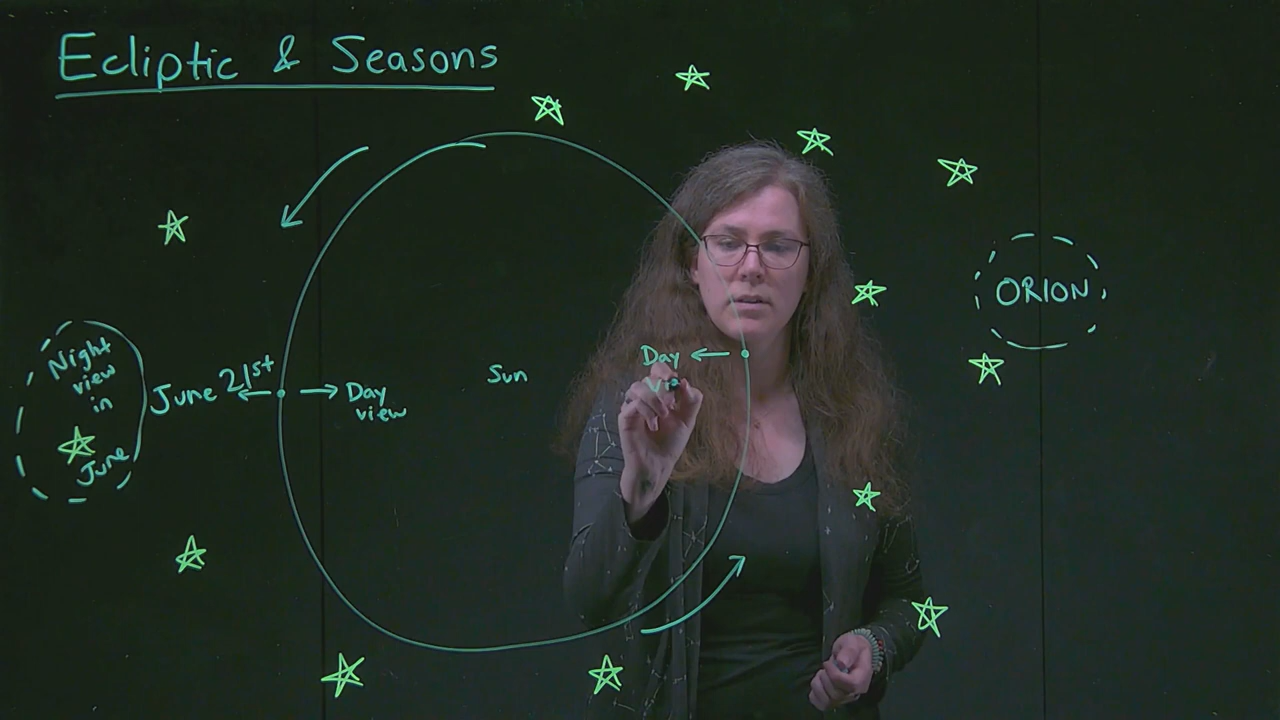 Ecliptic & Seasons
ORION
Night
view
in
June
June 21st
Day
view
Sun
Day